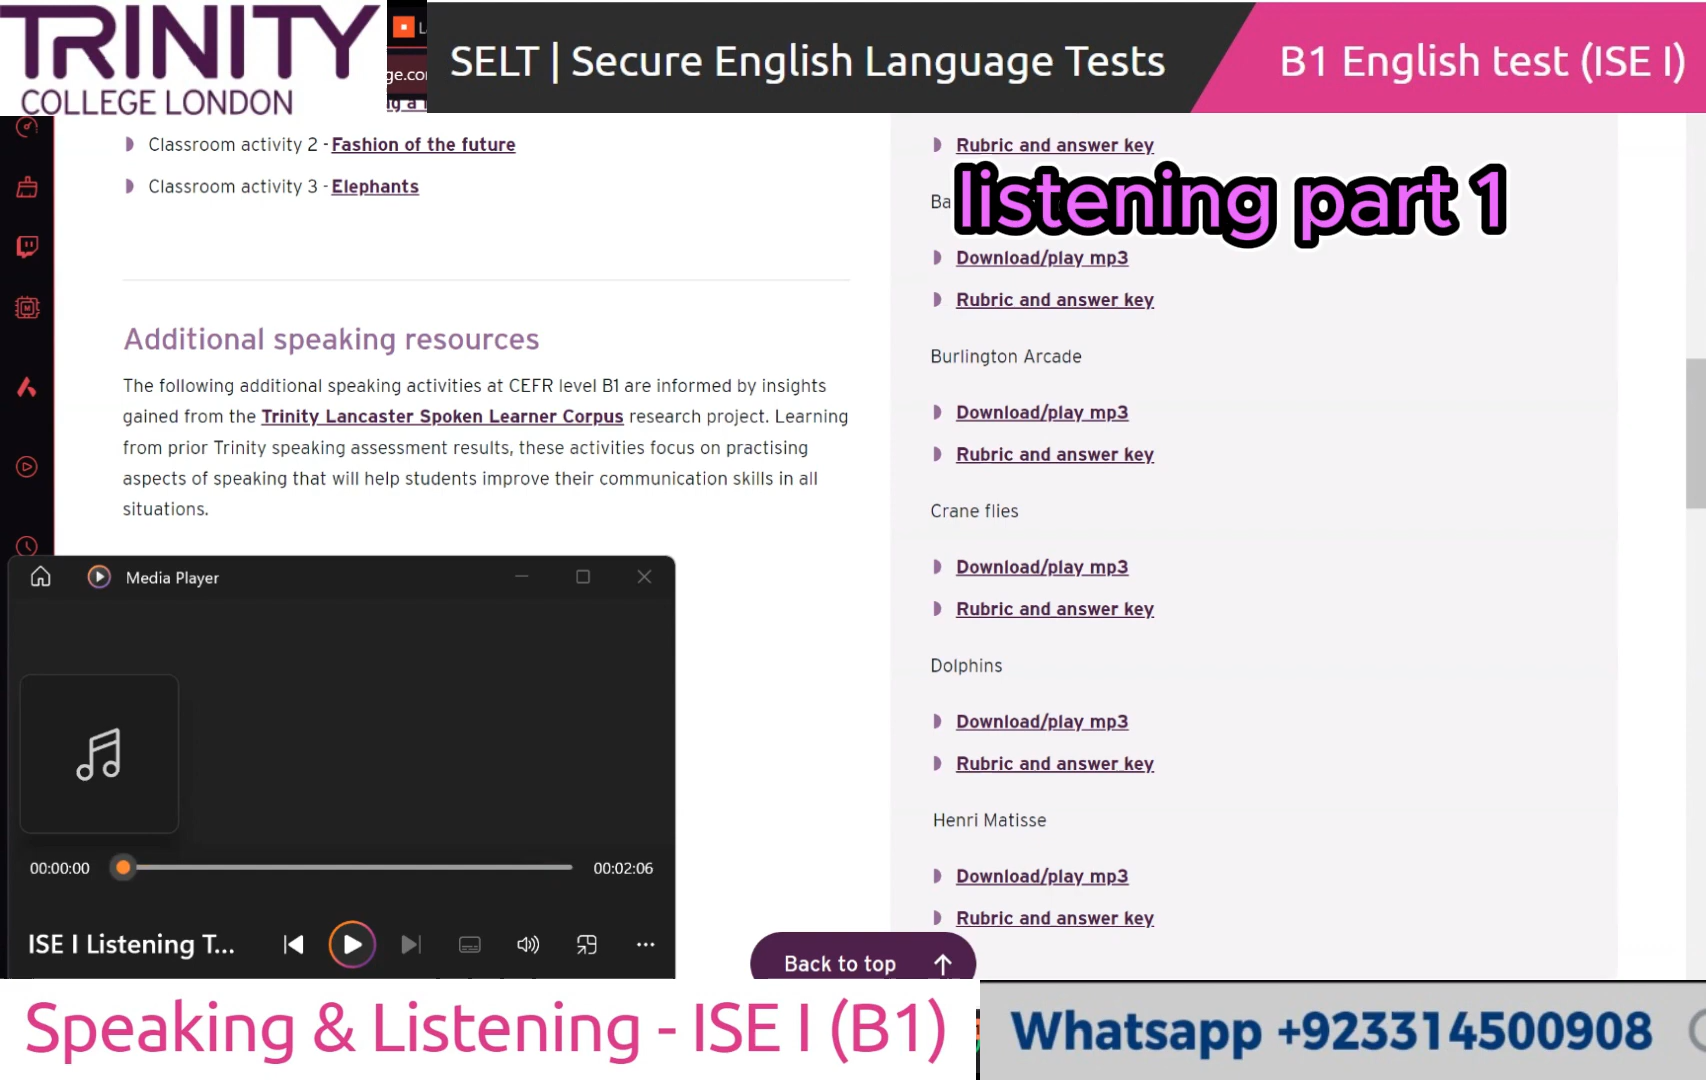 TRINITY
COLLEGE LONDON
SELT | Secure English Language Tests
B1 English test (ISE I)
Classroom activity 2 - Fashion of the future
Classroom activity 3 - Elephants
Additional speaking resources
The following additional speaking activities at CEFR level B1 are informed by insights
gained from the Trinity Lancaster Spoken Learner Corpus research project. Learning
from prior Trinity speaking assessment results, these activities focus on practising
aspects of speaking that will help students improve their communication skills in all
situations.
Rubric and answer key
listening part 1
Download/play mp3
Rubric and answer key
Burlington Arcade
Download/play mp3
Rubric and answer key
Crane flies
Download/play mp3
Rubric and answer key
Dolphins
Download/play mp3
Rubric and answer key
Henri Matisse
Download/play mp3
Rubric and answer key
Media Player
00:00:00
00:02:06
ISE I Listening T...
Back to top
Speaking & Listening - ISE I (B1)
Whatsapp +923314500908